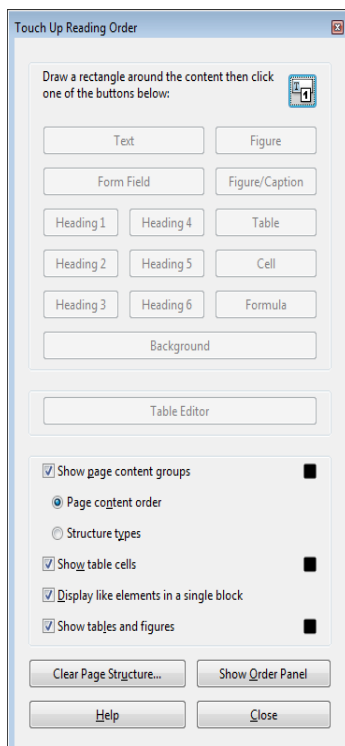 Touch Up Reading Order
Draw a rectangle around the content then click
one of the buttons below:
1
Text Figure
Form Field Figure/Caption
Heading 1 Heading 4 Table
Heading 2 Heading 5 Cell
Heading 3 Heading 6 Formula
Background
Table Editor
Show page content groups
Page content order
Structure types
Show table cells
Display like elements in a single block
Show tables and figures
Clear Page Structure... Show Order Panel
Help Close